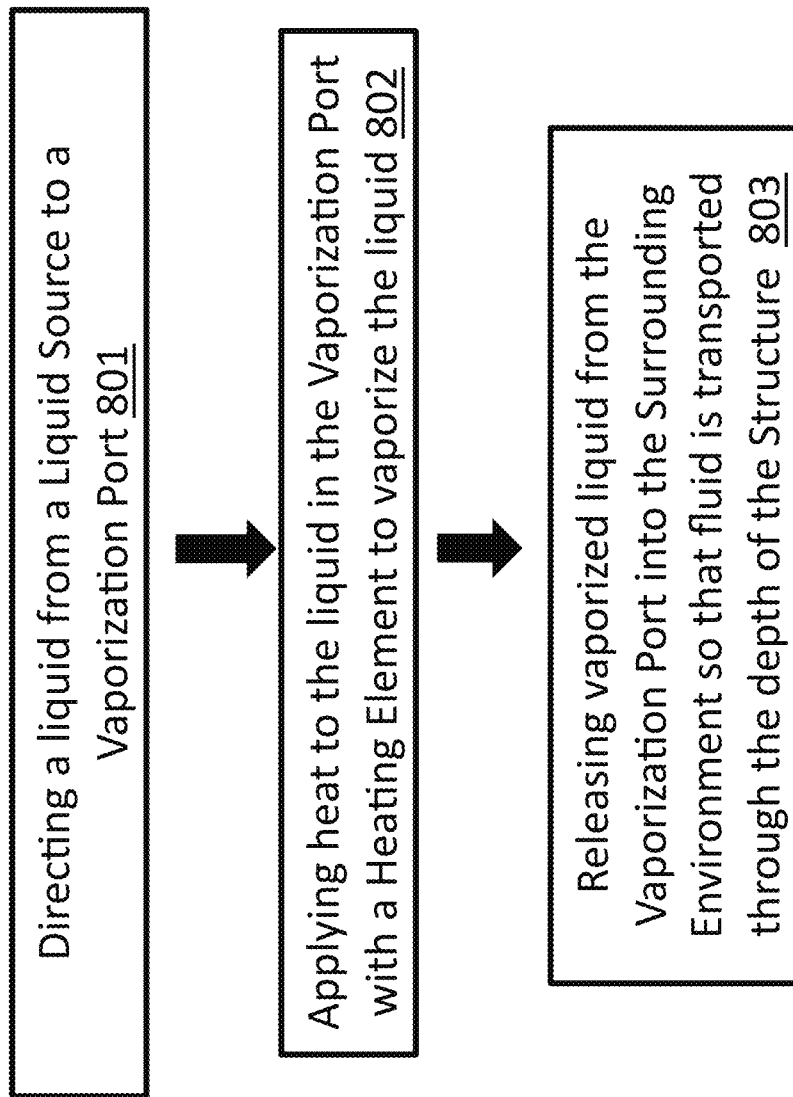 Directing a liquid from a Liquid Source to a
Vaporization Port 801
Applying heat to the liquid in the Vaporization Port
with a Heating Element to vaporize the liquid 802
Releasing vaporized liquid from the
Vaporization Port into the Surrounding
Environment so that fluid is transported
through the depth of the Structure 803